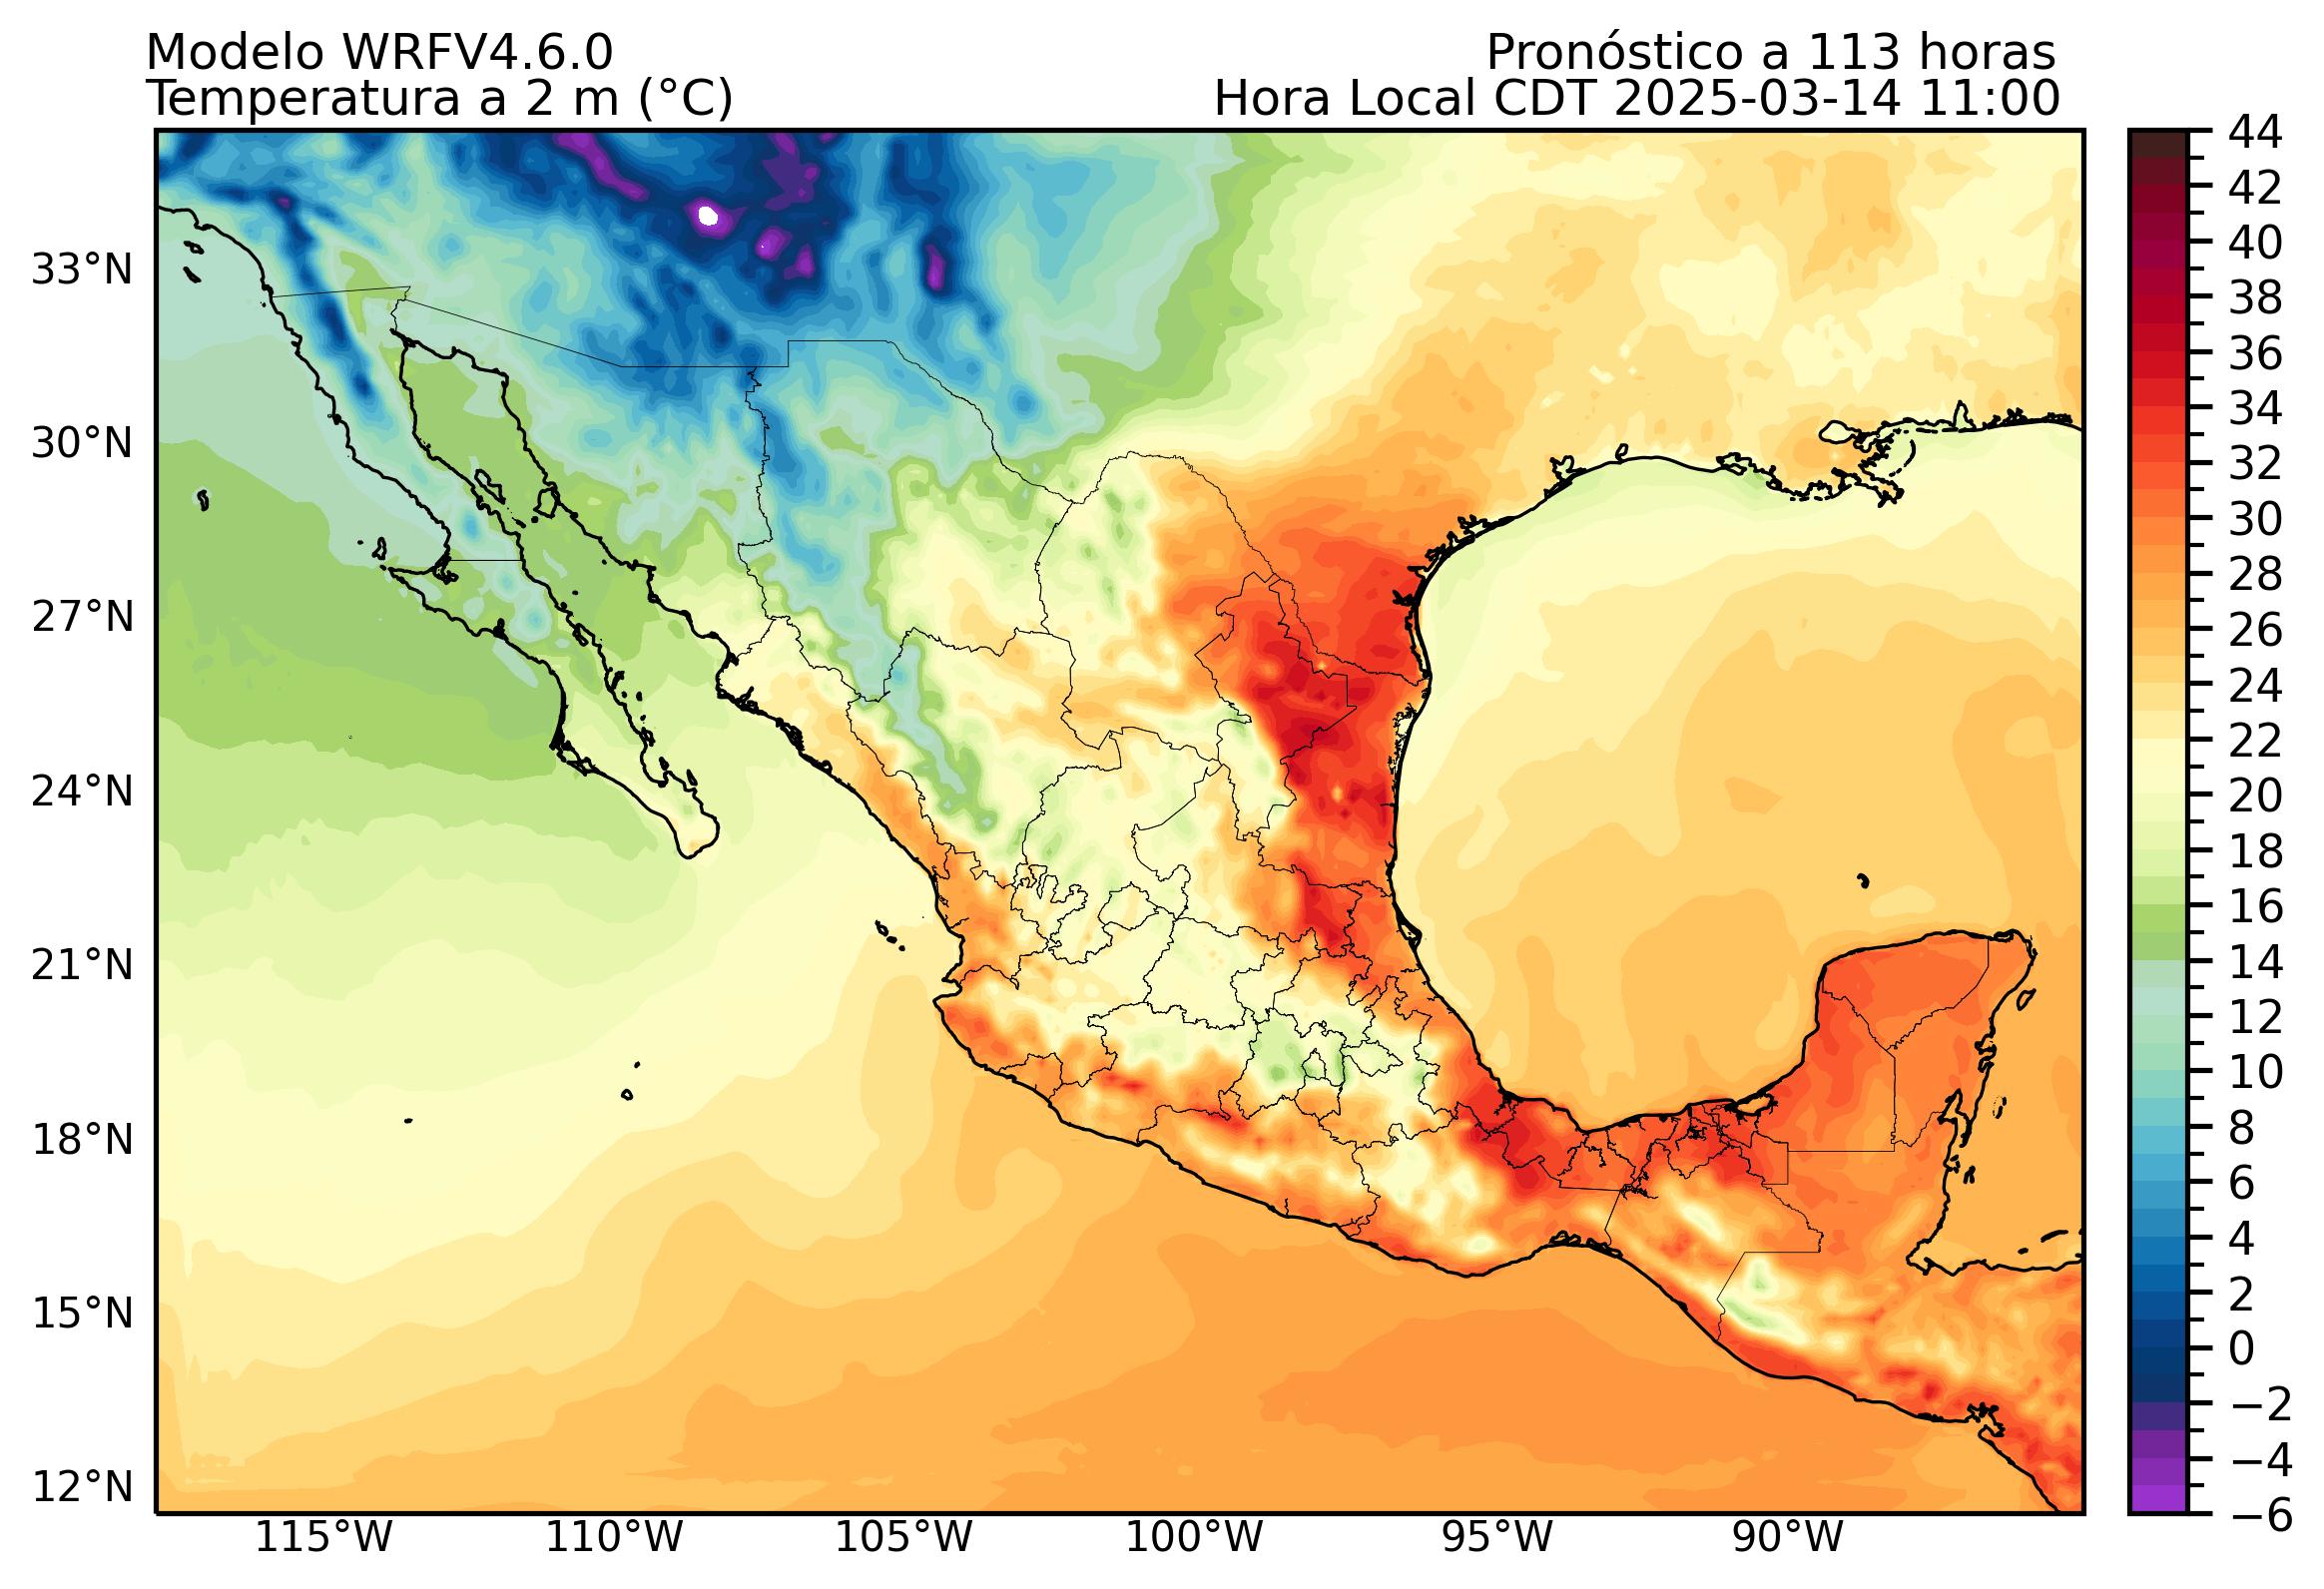 Modelo WRFV4.6.0
Temperatura a 2 m (°C)
Pronóstico a 113 horas
Hora Local CDT 2025-03-14 11:00
33°N
30°N
27°N
24°N
21°N
18°N
15°N
12°N
115°W 110°W 105°W 100°W 95°W 90°W
44
42
40
38
36
34
32
30
28
26
24
22
20
18
16
14
12
10
8
6
4
2
0
−2
−4
−6